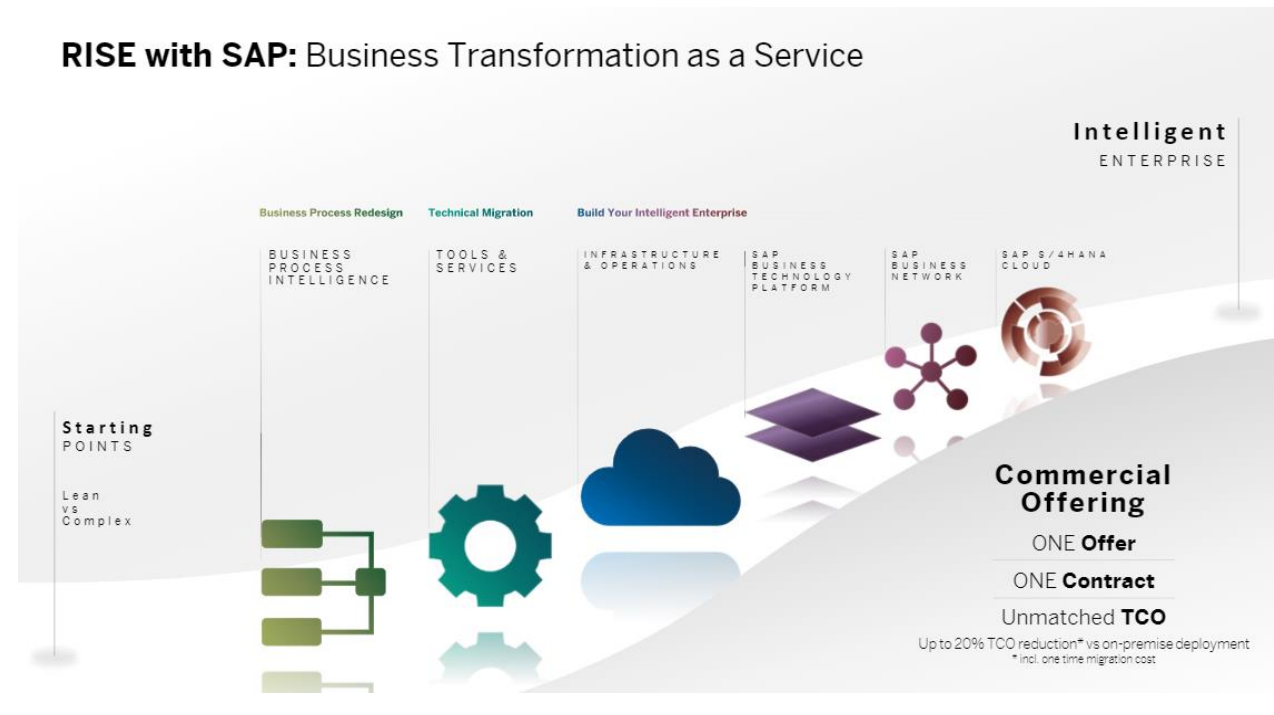 RISE with SAP: Business Transformation as a Service
Intelligent
ENTERPRISE
Business Process Redesign
Technical Migration
Build Your Intelligent Enterprise
BUSINESS
PROCESS
INTELLIGENCE
TOOLS &
SERVICES
INFRASTRUCTURE
& OPERATIONS
SAP
BUSINESS
TECHNOLOGY
PLATFORM
SAP
BUSINESS
NETWORK
SAP S/4HANA
CLOUD
Starting
POINTS
Lean
vs
Complex
Commercial
Offering
ONE Offer
ONE Contract
Unmatched TCO
Up to 20% TCO reduction* vs on-premise deployment
* incl. one time migration cost